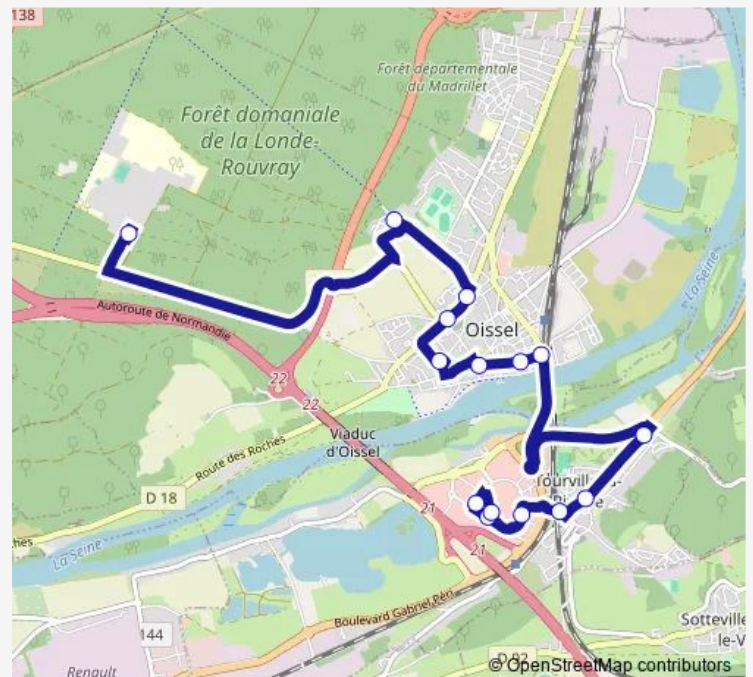 138
Forêt départementale
du Madrillet
Forêt domaniale
de la Londe-
Rouvray
La Seine
Autoroute de Normandie
Oissel
22
22
Viaduc
d'Oissel
Route des Roches
D 18
21
La Seine
21
Boulevard Gabriel Péri
144
Sotteville
le-V
D 92
Renault
© OpenStreetMap contributors